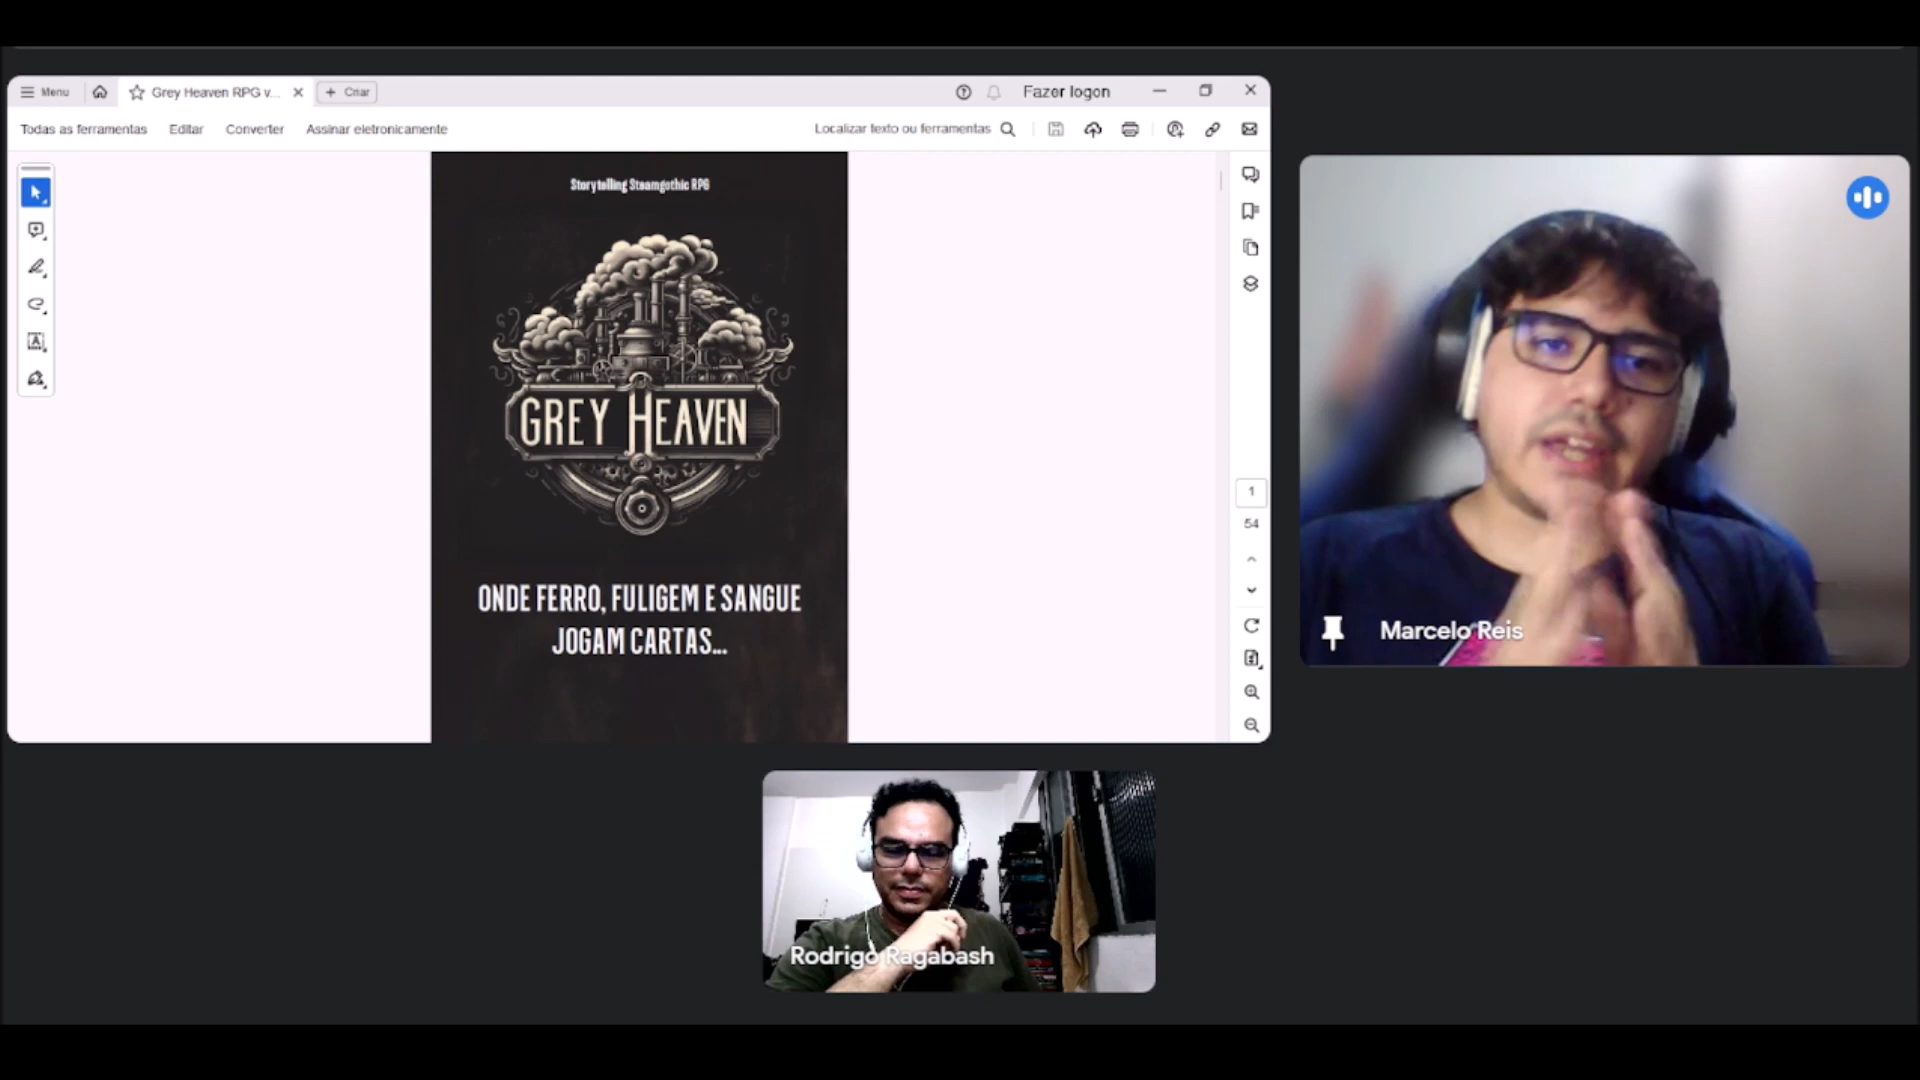 Menu
Grey Heaven RPG v...
Criar
Fazer logon
Todas as ferramentas
Editar
Converter
Assinar eletronicamente
Localizar texto ou ferramentas
Storytelling Steamgothic RPG
GREY HEAVEN
ONDE FERRO, FULIGEM E SANGUE
JOGAM CARTAS...
1
54
Marcelo Reis
Rodrigo Ragabash